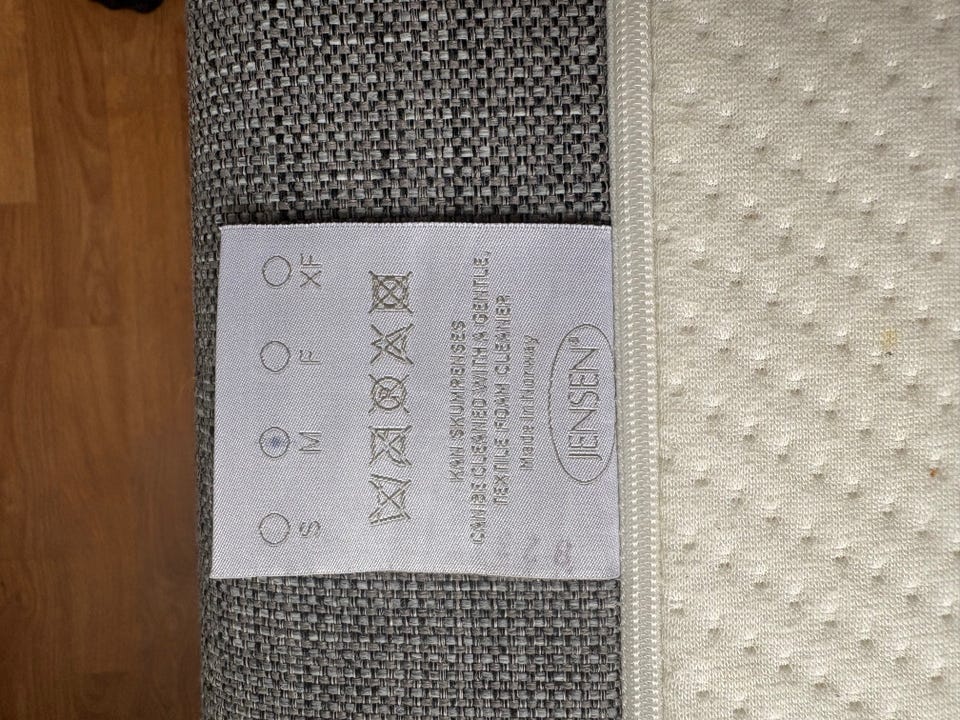 S M F XF
KAN SKUMRENSES
CAN BE CLEANED WITH A GENTLE,
TEXTILE FOAM CLEANER
Made in Norway
JENSEN®